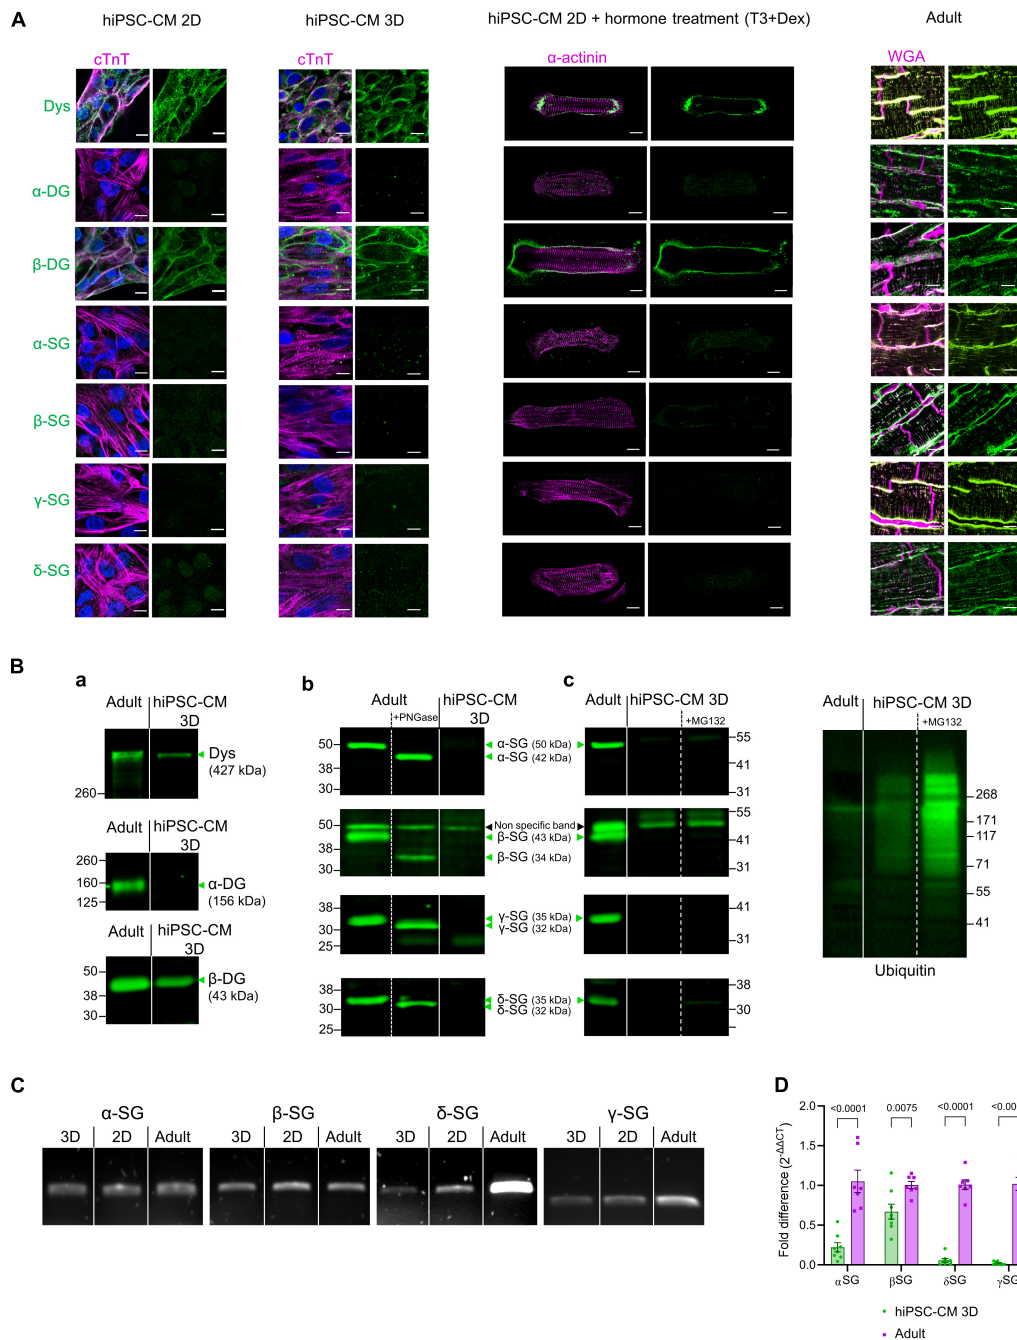 A
hiPSC-CM 2D
hiPSC-CM 3D
hiPSC-CM 2D + hormone treatment (T3+Dex)
Adult
cTnT
cTnT
α-actinin
WGA
Dys
α-DG
β-DG
α-SG
β-SG
γ-SG
δ-SG
B
a
Adult
hiPSC-CM
3D
Dys
(427 kDa)
260
Adult
hiPSC-CM
3D
260
160
125
α-DG
(156 kDa)
Adult
hiPSC-CM
3D
50
38
30
β-DG
(43 kDa)
b
Adult
hiPSC-CM
3D
+PNGase
50
38
30
α-SG (50 kDa)
α-SG (42 kDa)
50
38
30
Non specific band
β-SG (43 kDa)
β-SG (34 kDa)
38
30
25
γ-SG (35 kDa)
γ-SG (32 kDa)
38
30
25
δ-SG (35 kDa)
δ-SG (32 kDa)
c
Adult
hiPSC-CM 3D
+MG132
55
41
31
55
41
31
41
31
38
30
Adult
hiPSC-CM 3D
+MG132
268
171
117
71
55
41
Ubiquitin
C
α-SG
β-SG
δ-SG
γ-SG
3D 2D Adult
3D 2D Adult
3D 2D Adult
3D 2D Adult
D
Fold difference (2^-ΔΔCT)
2.0
1.5
1.0
0.5
0.0
<0.0001
0.0075
<0.0001
<0.00
αSG
βSG
δSG
γSG
hiPSC-CM 3D
Adult